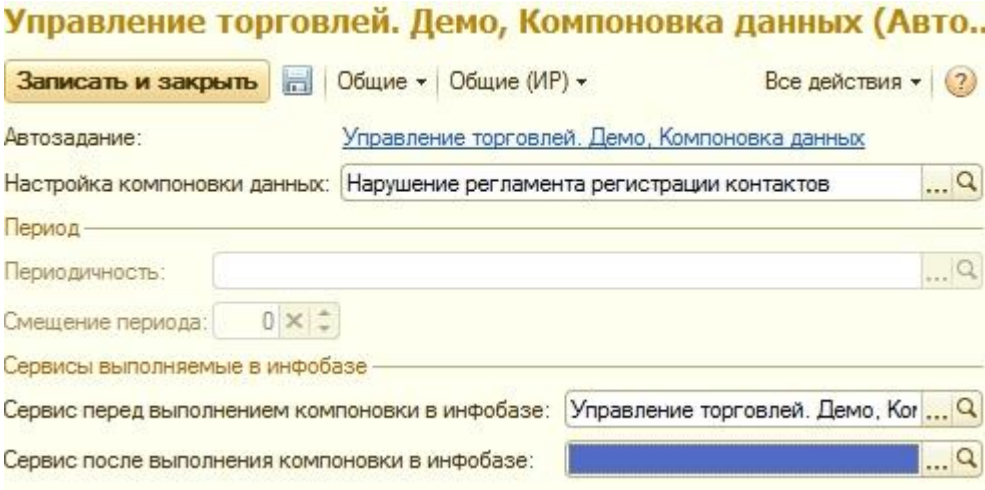 Управление торговлей. Демо, Компоновка данных (Авто..
Записать и закрыть Общие Общие (ИР) Все действия ?
Автозадание: Управление торговлей. Демо, Компоновка данных
Настройка компоновки данных: Нарушение регламента регистрации контактов ...
Период
Периодичность: ...
Смещение периода: 0
Сервисы выполняемые в инфобазе
Сервис перед выполнением компоновки в инфобазе: Управление торговлей. Демо, Ког ...
Сервис после выполнения компоновки в инфобазе: ...